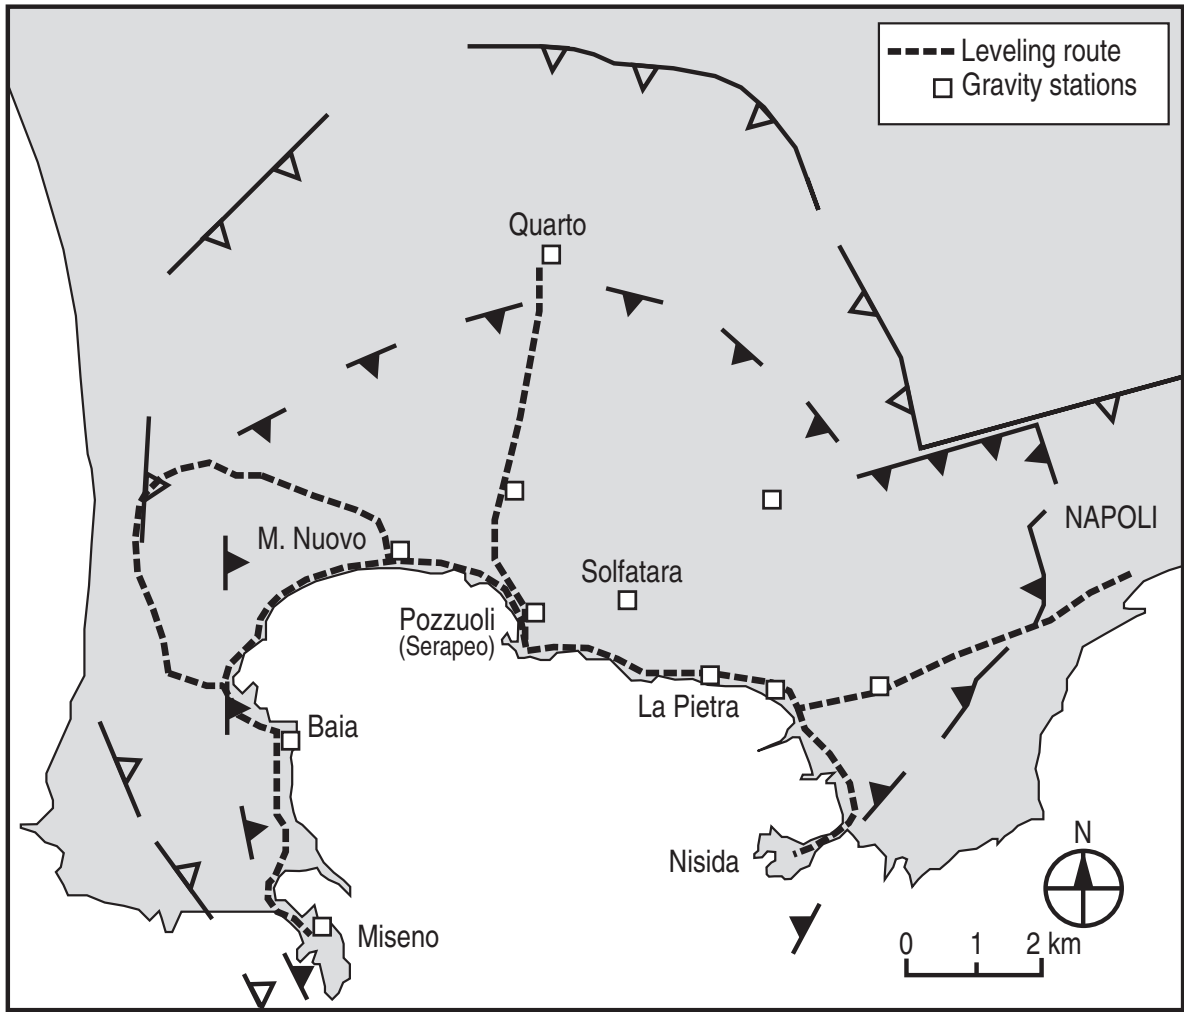 Leveling route
Gravity stations
Quarto
NAPOLI
M. Nuovo
Solfatara
Pozzuoli
(Serapeo)
La Pietra
Baia
N
Nisida
Miseno
0 1 2 km